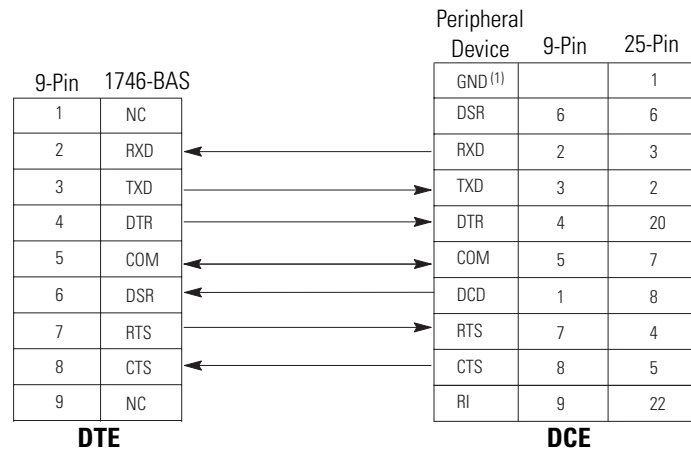 Peripheral
Device 9-Pin 25-Pin
9-Pin 1746-BAS
GND (1) 1
1 NC DSR 6 6
2 RXD RXD 2 3
3 TXD TXD 3 2
4 DTR DTR 4 20
5 COM COM 5 7
6 DSR DCD 1 8
7 RTS RTS 7 4
8 CTS CTS 8 5
9 NC RI 9 22
DTE DCE